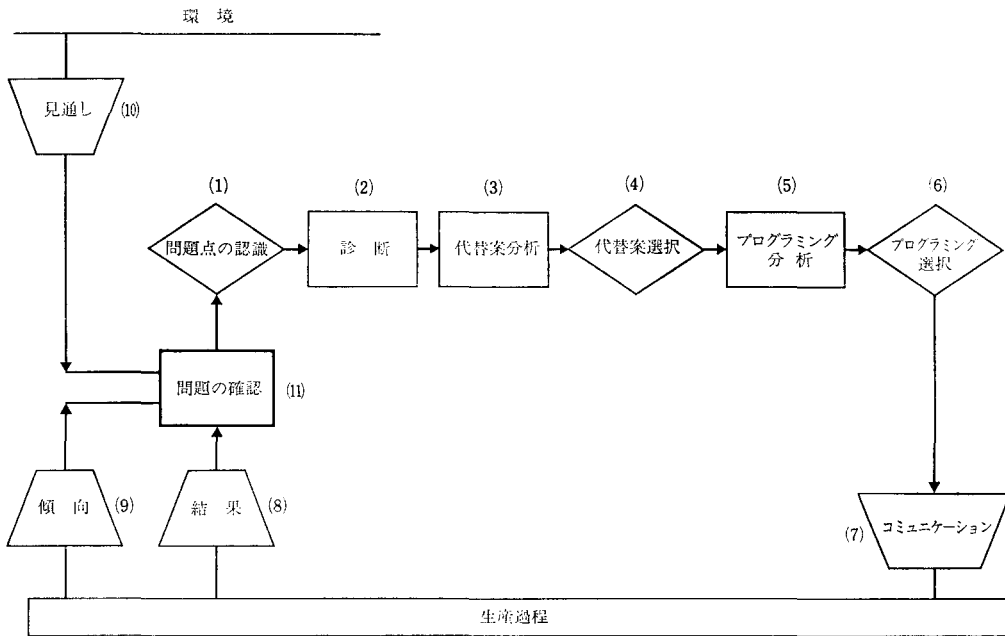 環境
見通し
(10)
(1)
(2)
(3)
(4)
(5)
(6)
問題点の認識
診断
代替案分析
代替案選択
プログラミング
分析
プログラミング
選択
問題の確認
(11)
傾向
(9)
結果
(8)
(7)
コミュニケーション
生産過程